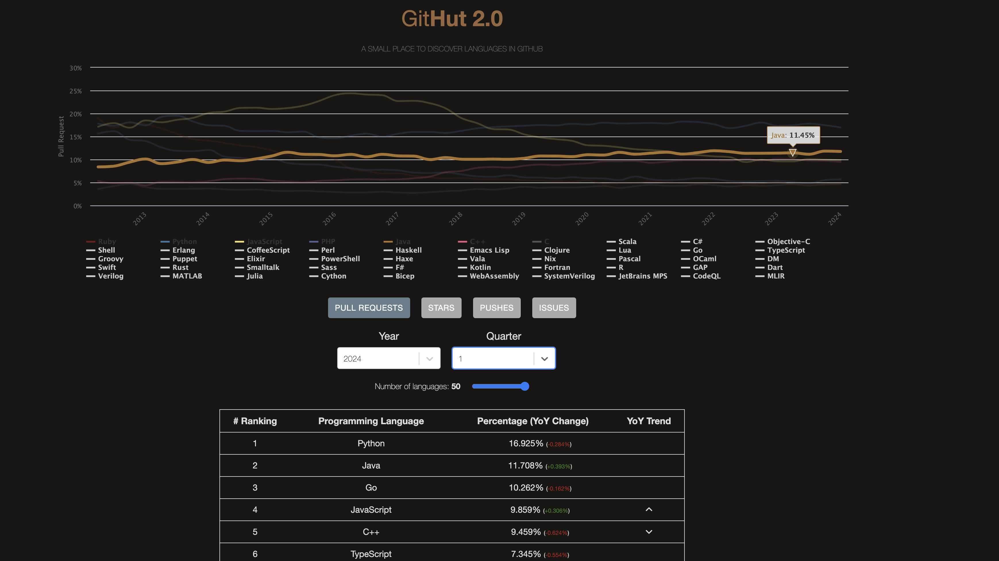 GitHut 2.0
A SMALL PLACE TO DISCOVER LANGUAGES IN GITHUB
30%
25%
20%
15%
10%
5%
0%
Pull Request
Java: 11.45%
2013 2014 2015 2016 2017 2018 2019 2020 2021 2022 2023 2024
Ruby Python JavaScript PHP Java C++ C Scala C# Objective-C
Shell Erlang CoffeeScript Perl Haskell Emacs Lisp Clojure Lua Go TypeScript
Groovy Puppet Elixir PowerShell Haxe Vala Nix Pascal OCaml DM
Swift Rust Smalltalk Sass F# Kotlin Fortran R GAP Dart
Verilog MATLAB Julia Cython Bicep WebAssembly SystemVerilog JetBrains MPS CodeQL MLIR
PULL REQUESTS STARS PUSHES ISSUES
Year Quarter
2024 1
Number of languages: 50
# Ranking Programming Language Percentage (YoY Change) YoY Trend
1 Python 16.925% (-0.284%)
2 Java 11.708% (+0.393%)
3 Go 10.262% (-0.162%)
4 JavaScript 9.859% (+0.306%)
5 C++ 9.459% (-0.624%)
6 TypeScript 7.345% (-0.554%)